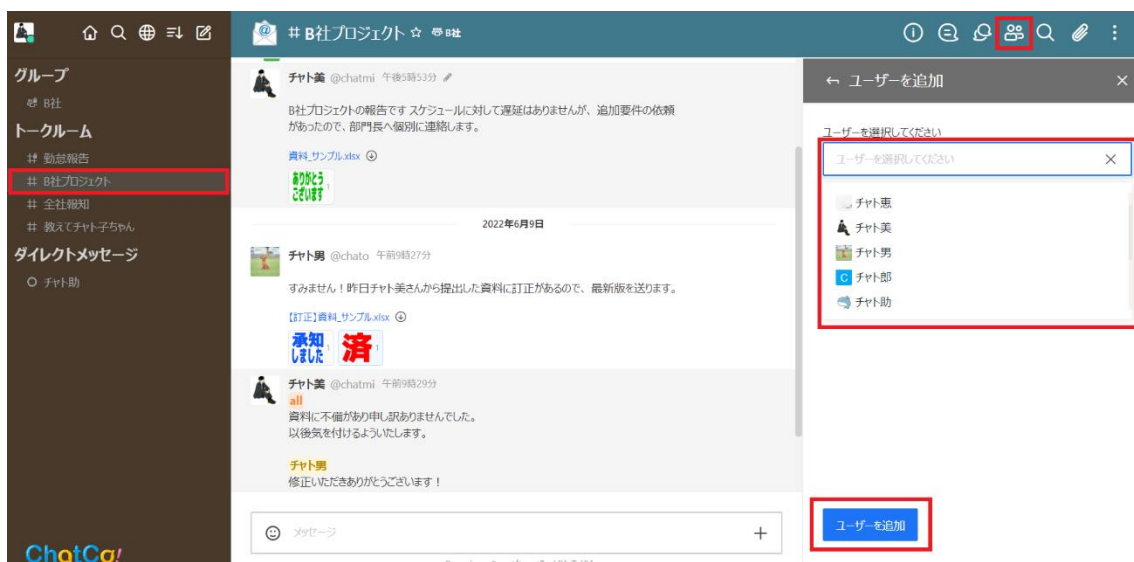 # B社プロジェクト ☆ B社
グループ
B社
トークルーム
# 勤怠報告
# B社プロジェクト
# 全社報知
# 教えてチャト子ちゃん
ダイレクトメッセージ
チャト助
ChatCo!
チャト美 @chatmi 午後5時53分
B社プロジェクトの報告です スケジュールに対して遅延はありませんが、追加要件の依頼
があったので、部門長へ個別に連絡します。
資料_サンプル.xlsx
ありがとう
ございます 1
2022年6月9日
チャト男 @chato 午前9時27分
すみません！昨日チャト美さんから提出した資料に訂正があるので、最新版を送ります。
【訂正】資料_サンプル.xlsx
承知
しました 1 済 1
チャト美 @chatmi 午前9時29分
all
資料に不備があり申し訳ありませんでした。
以後気を付けるよういたします。
チャト男
修正いただきありがとうございます！
メッセージ
ユーザーを追加
ユーザーを選択してください
ユーザーを選択してください
チャト恵
チャト美
チャト男
C チャト郎
チャト助
ユーザーを追加